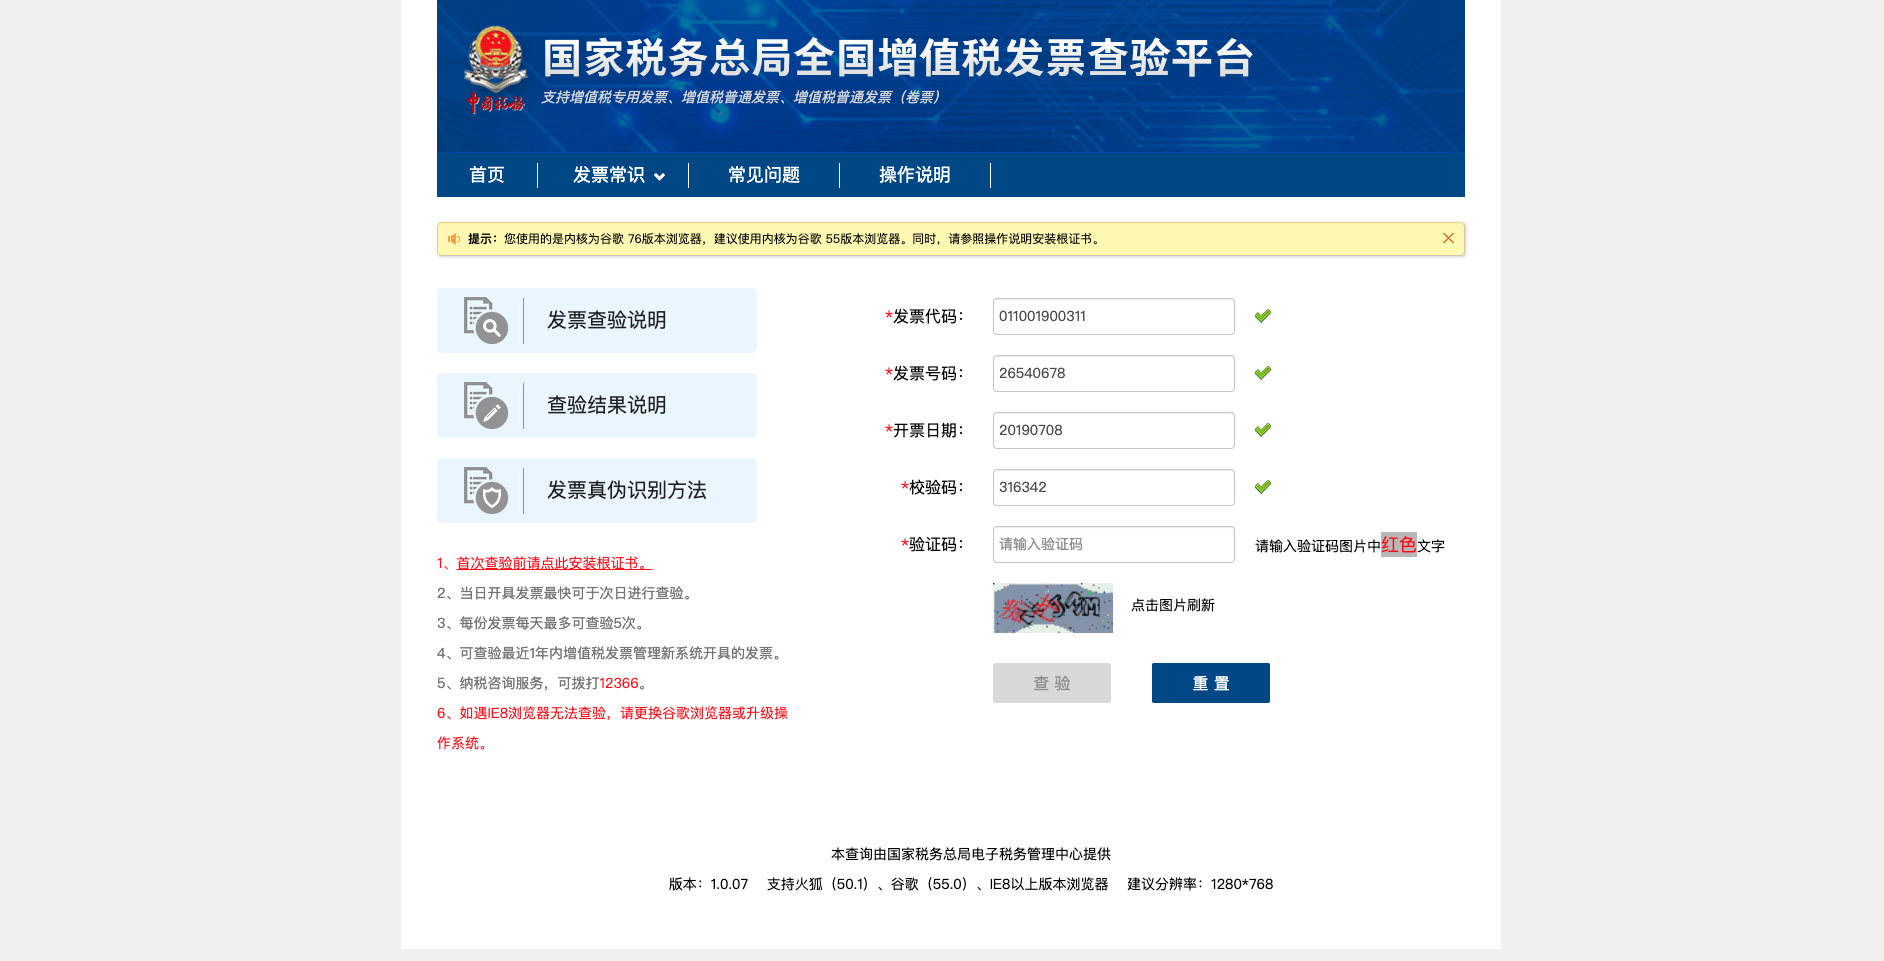 国家税务总局全国增值税发票查验平台
中国税务
支持增值税专用发票、增值税普通发票、增值税普通发票（卷票）
首页 发票常识 常见问题 操作说明
提示：您使用的是内核为谷歌 76版本浏览器，建议使用内核为谷歌 55版本浏览器。同时，请参照操作说明安装根证书。
发票查验说明
查验结果说明
发票真伪识别方法
1、首次查验前请点此安装根证书。
2、当日开具发票最快可于次日进行查验。
3、每份发票每天最多可查验5次。
4、可查验最近1年内增值税发票管理新系统开具的发票。
5、纳税咨询服务，可拨打12366。
6、如遇IE8浏览器无法查验，请更换谷歌浏览器或升级操
作系统。
*发票代码： 011001900311
*发票号码： 26540678
*开票日期： 20190708
*校验码： 316342
*验证码： 请输入验证码 请输入验证码图片中红色文字
点击图片刷新
查 验 重 置
本查询由国家税务总局电子税务管理中心提供
版本：1.0.07 支持火狐（50.1）、谷歌（55.0）、IE8以上版本浏览器 建议分辨率：1280*768